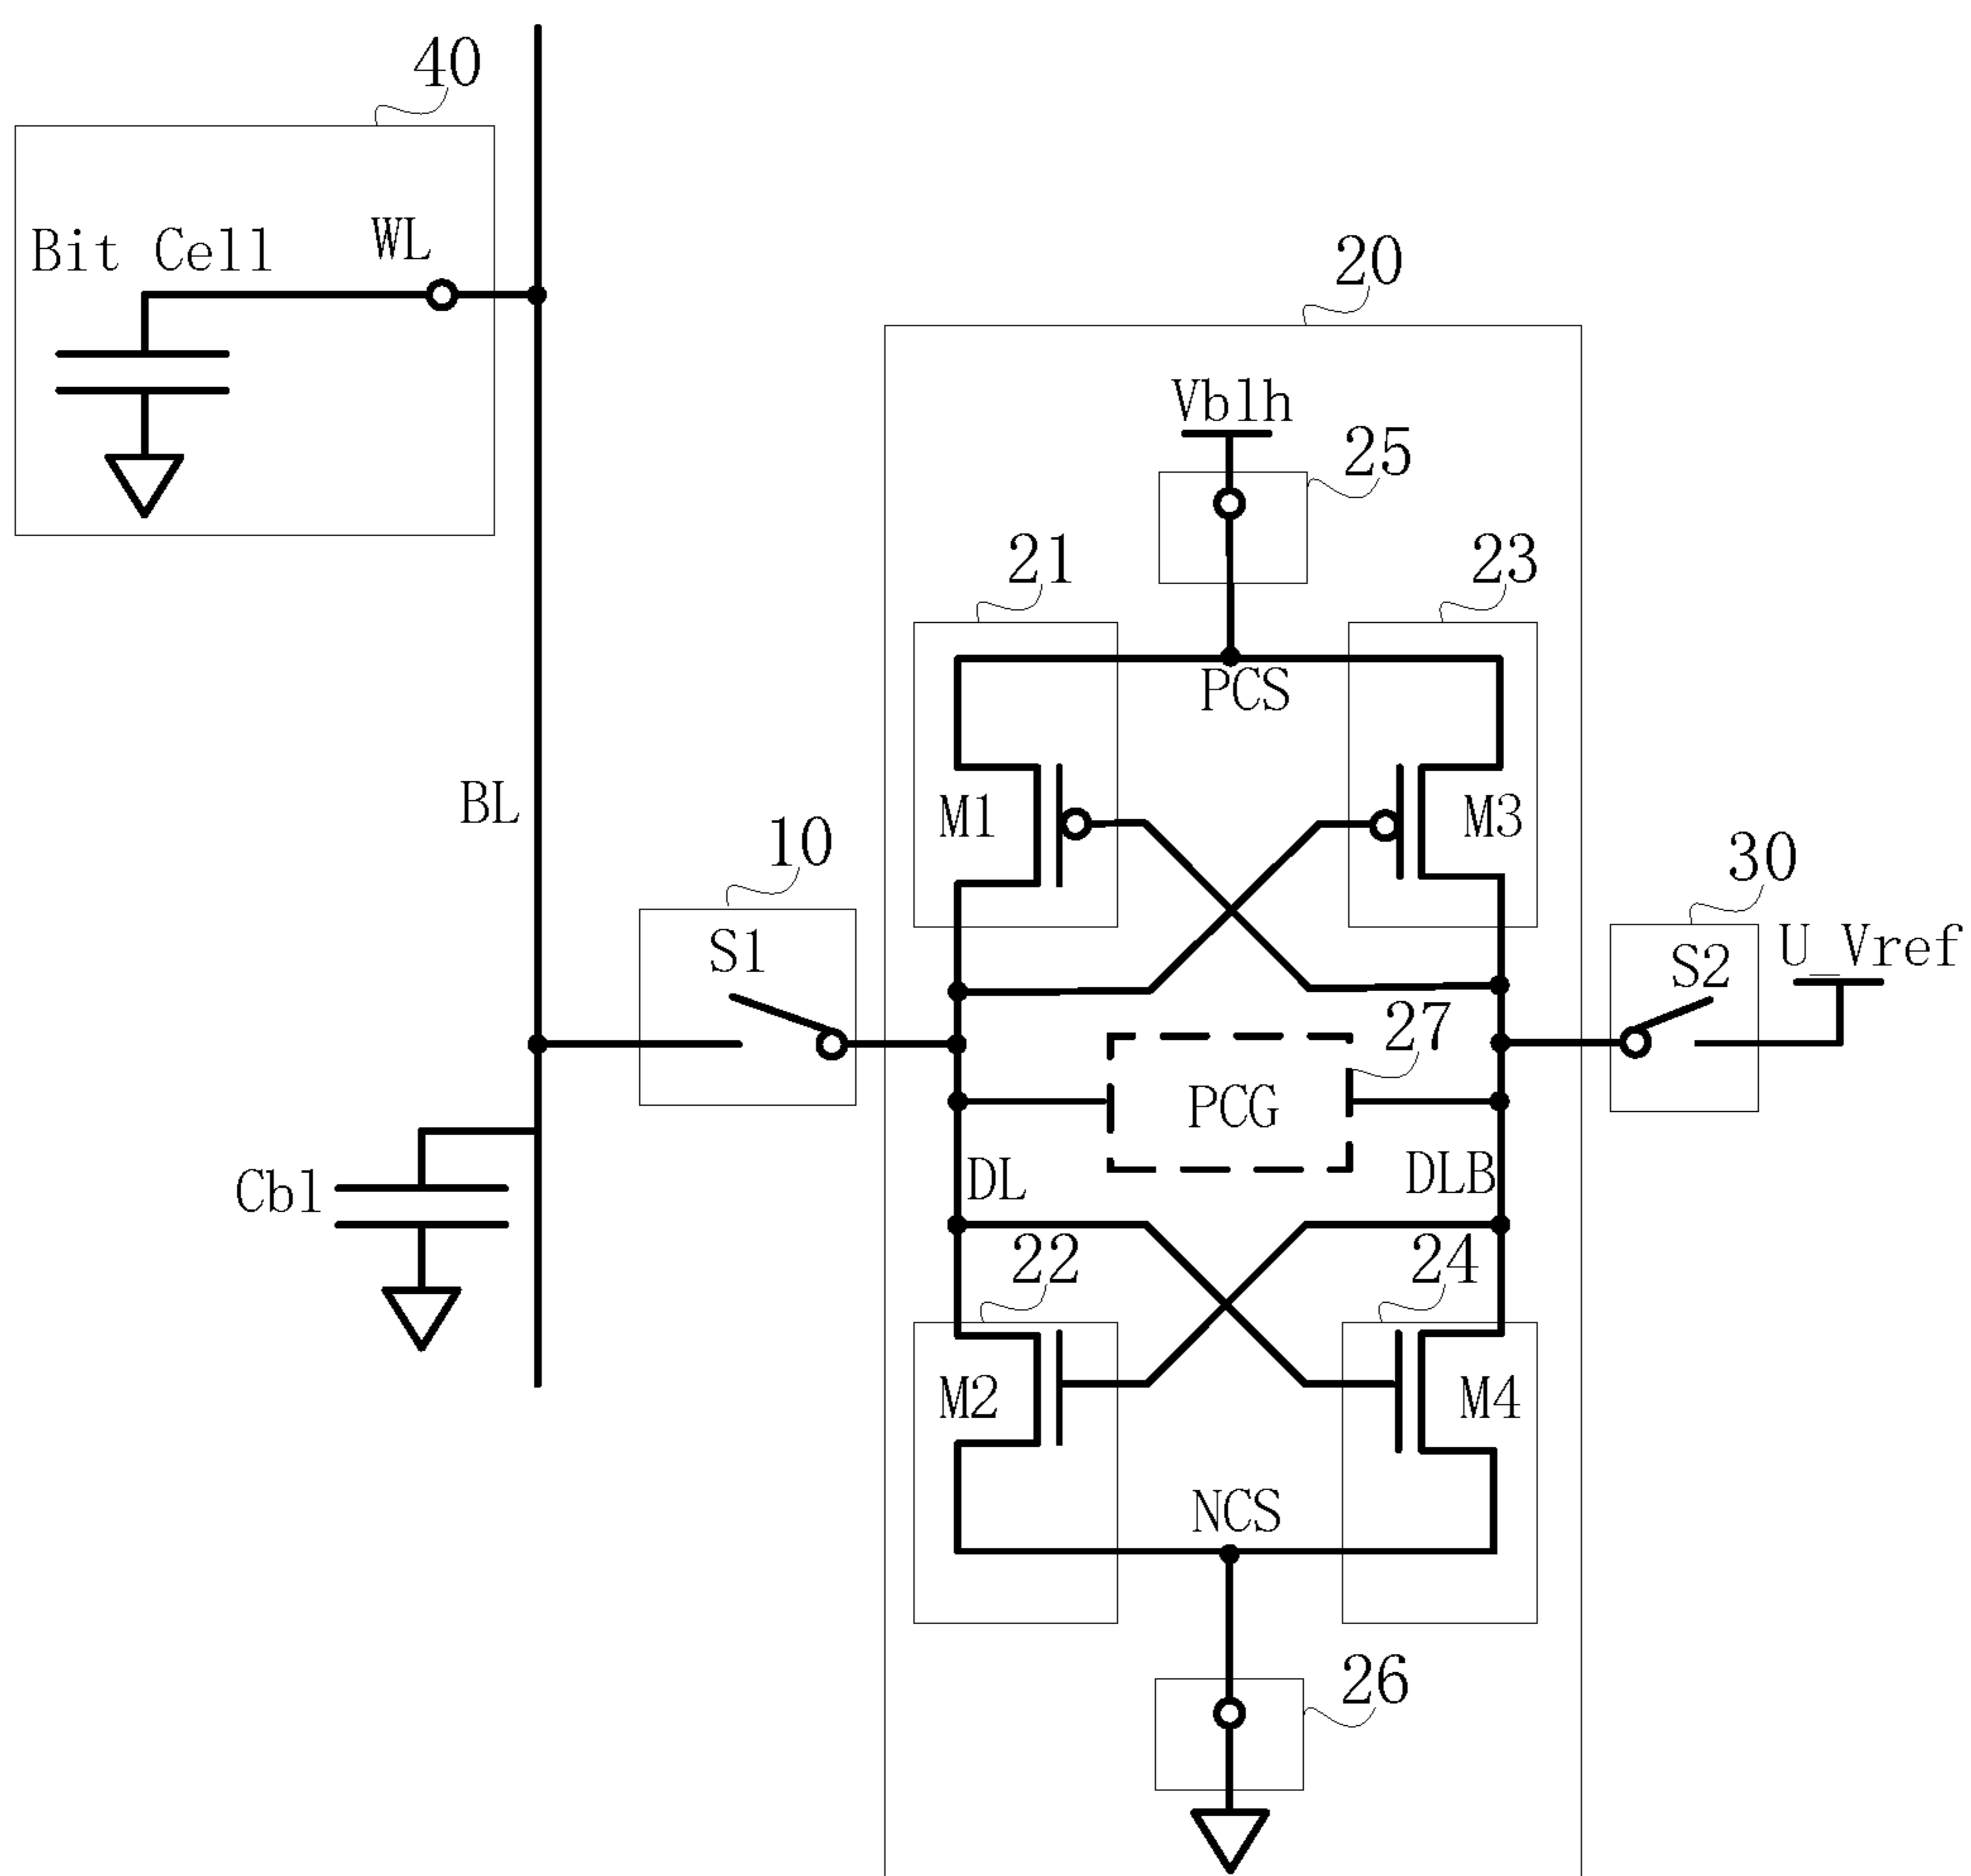 40
Bit Cell
WL
20
Vblh
25
21
23
PCS
BL
M1
M3
10
30
S1
U_Vref
S2
27
PCG
Cbl
DL
DLB
22
24
M2
M4
NCS
26